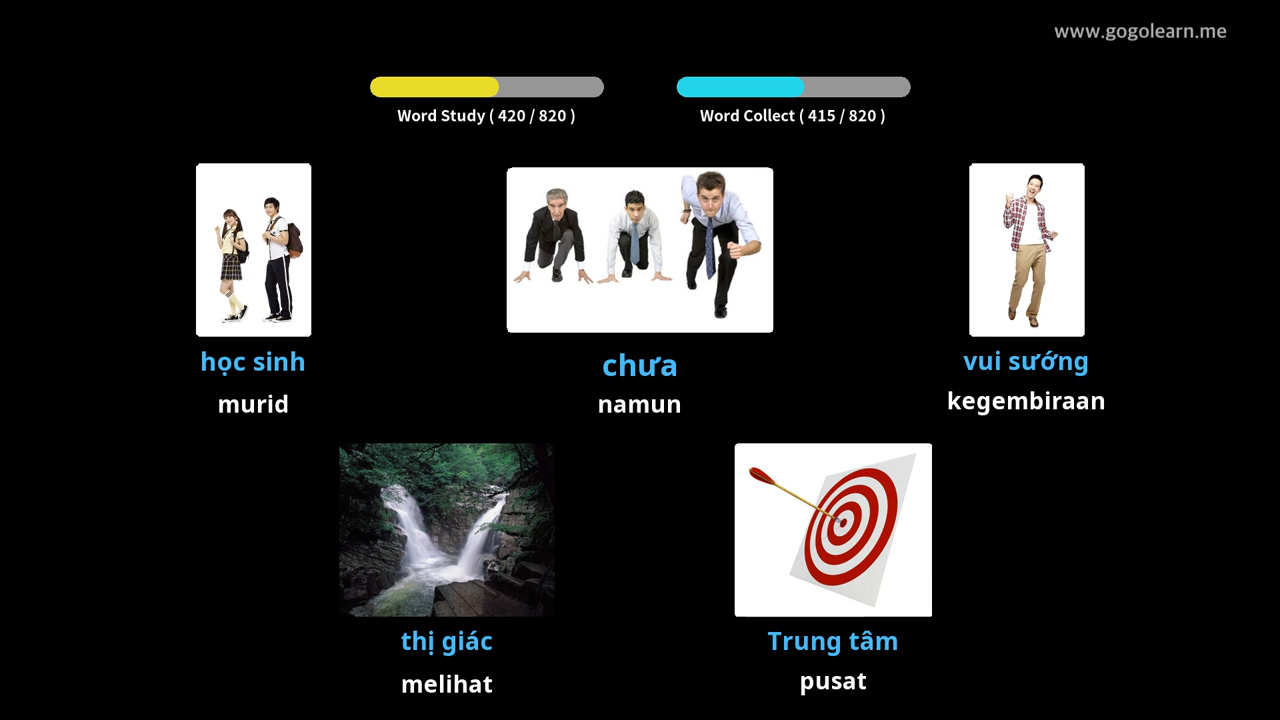 www.gogolearn.me
Word Study ( 420 / 820 )
Word Collect ( 415 / 820 )
học sinh
murid
chưa
namun
vui sướng
kegembiraan
thị giác
melihat
Trung tâm
pusat